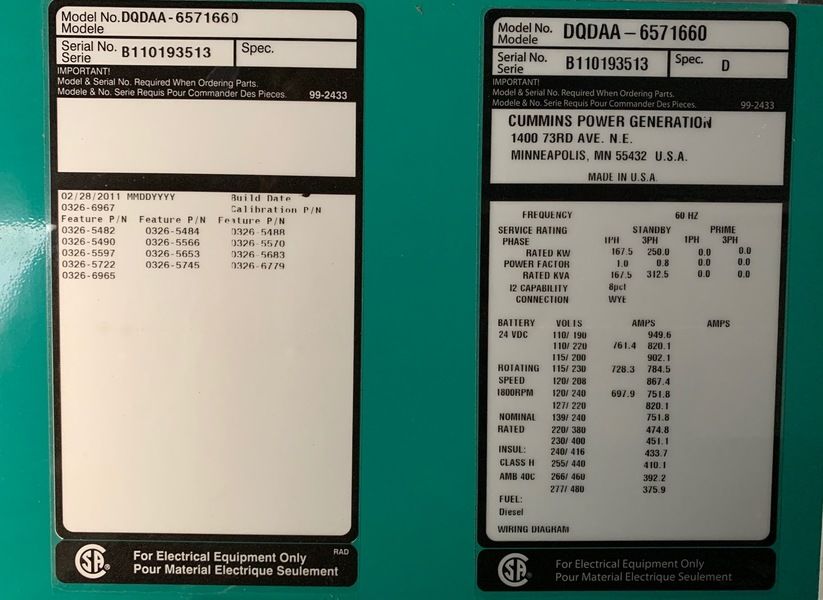 Model No. DQDAA-6571660
Modele
Serial No. B110193513 Spec.
Serie
IMPORTANT!
Model & Serial No. Required When Ordering Parts.
Modele & No. Serie Requis Pour Commander Des Pieces. 99-2433
02/28/2011 MMDDYYYY Build Date
0326-6967 Calibration P/N
Feature P/N Feature P/N Feature P/N
0326-5482 0326-5484 0326-5488
0326-5490 0326-5566 0326-5570
0326-5597 0326-5653 0326-5683
0326-5722 0326-5745 0326-6779
0326-6965
CSA For Electrical Equipment Only RAD
Pour Material Electrique Seulement
Model No. DQDAA-6571660
Modele
Serial No. B110193513 Spec. D
Serie
IMPORTANT!
Model & Serial No. Required When Ordering Parts.
Modele & No. Serie Requis Pour Commander Des Pieces. 99-2433
CUMMINS POWER GENERATION
1400 73RD AVE. N.E.
MINNEAPOLIS, MN 55432 U.S.A.
MADE IN U.S.A.
FREQUENCY 60 HZ
SERVICE RATING STANDBY PRIME
PHASE 1PH 3PH 1PH 3PH
RATED KW 167.5 250.0 0.0 0.0
POWER FACTOR 1.0 0.8 0.0 0.0
RATED KVA 167.5 312.5 0.0 0.0
I2 CAPABILITY 8pct
CONNECTION WYE
BATTERY VOLTS AMPS AMPS
24 VDC 110/ 190 949.6
110/ 220 761.4 820.1
115/ 200 902.1
ROTATING 115/ 230 728.3 784.5
SPEED 120/ 208 867.4
1800RPM 120/ 240 697.9 751.8
127/ 220 820.1
NOMINAL 139/ 240 751.8
RATED 220/ 380 474.8
230/ 400 451.1
INSUL: 240/ 416 433.7
CLASS H 255/ 440 410.1
AMB 40C 266/ 460 392.2
277/ 480 375.9
FUEL:
Diesel
WIRING DIAGRAM
CSA For Electrical Equipment Only
Pour Material Electrique Seulement